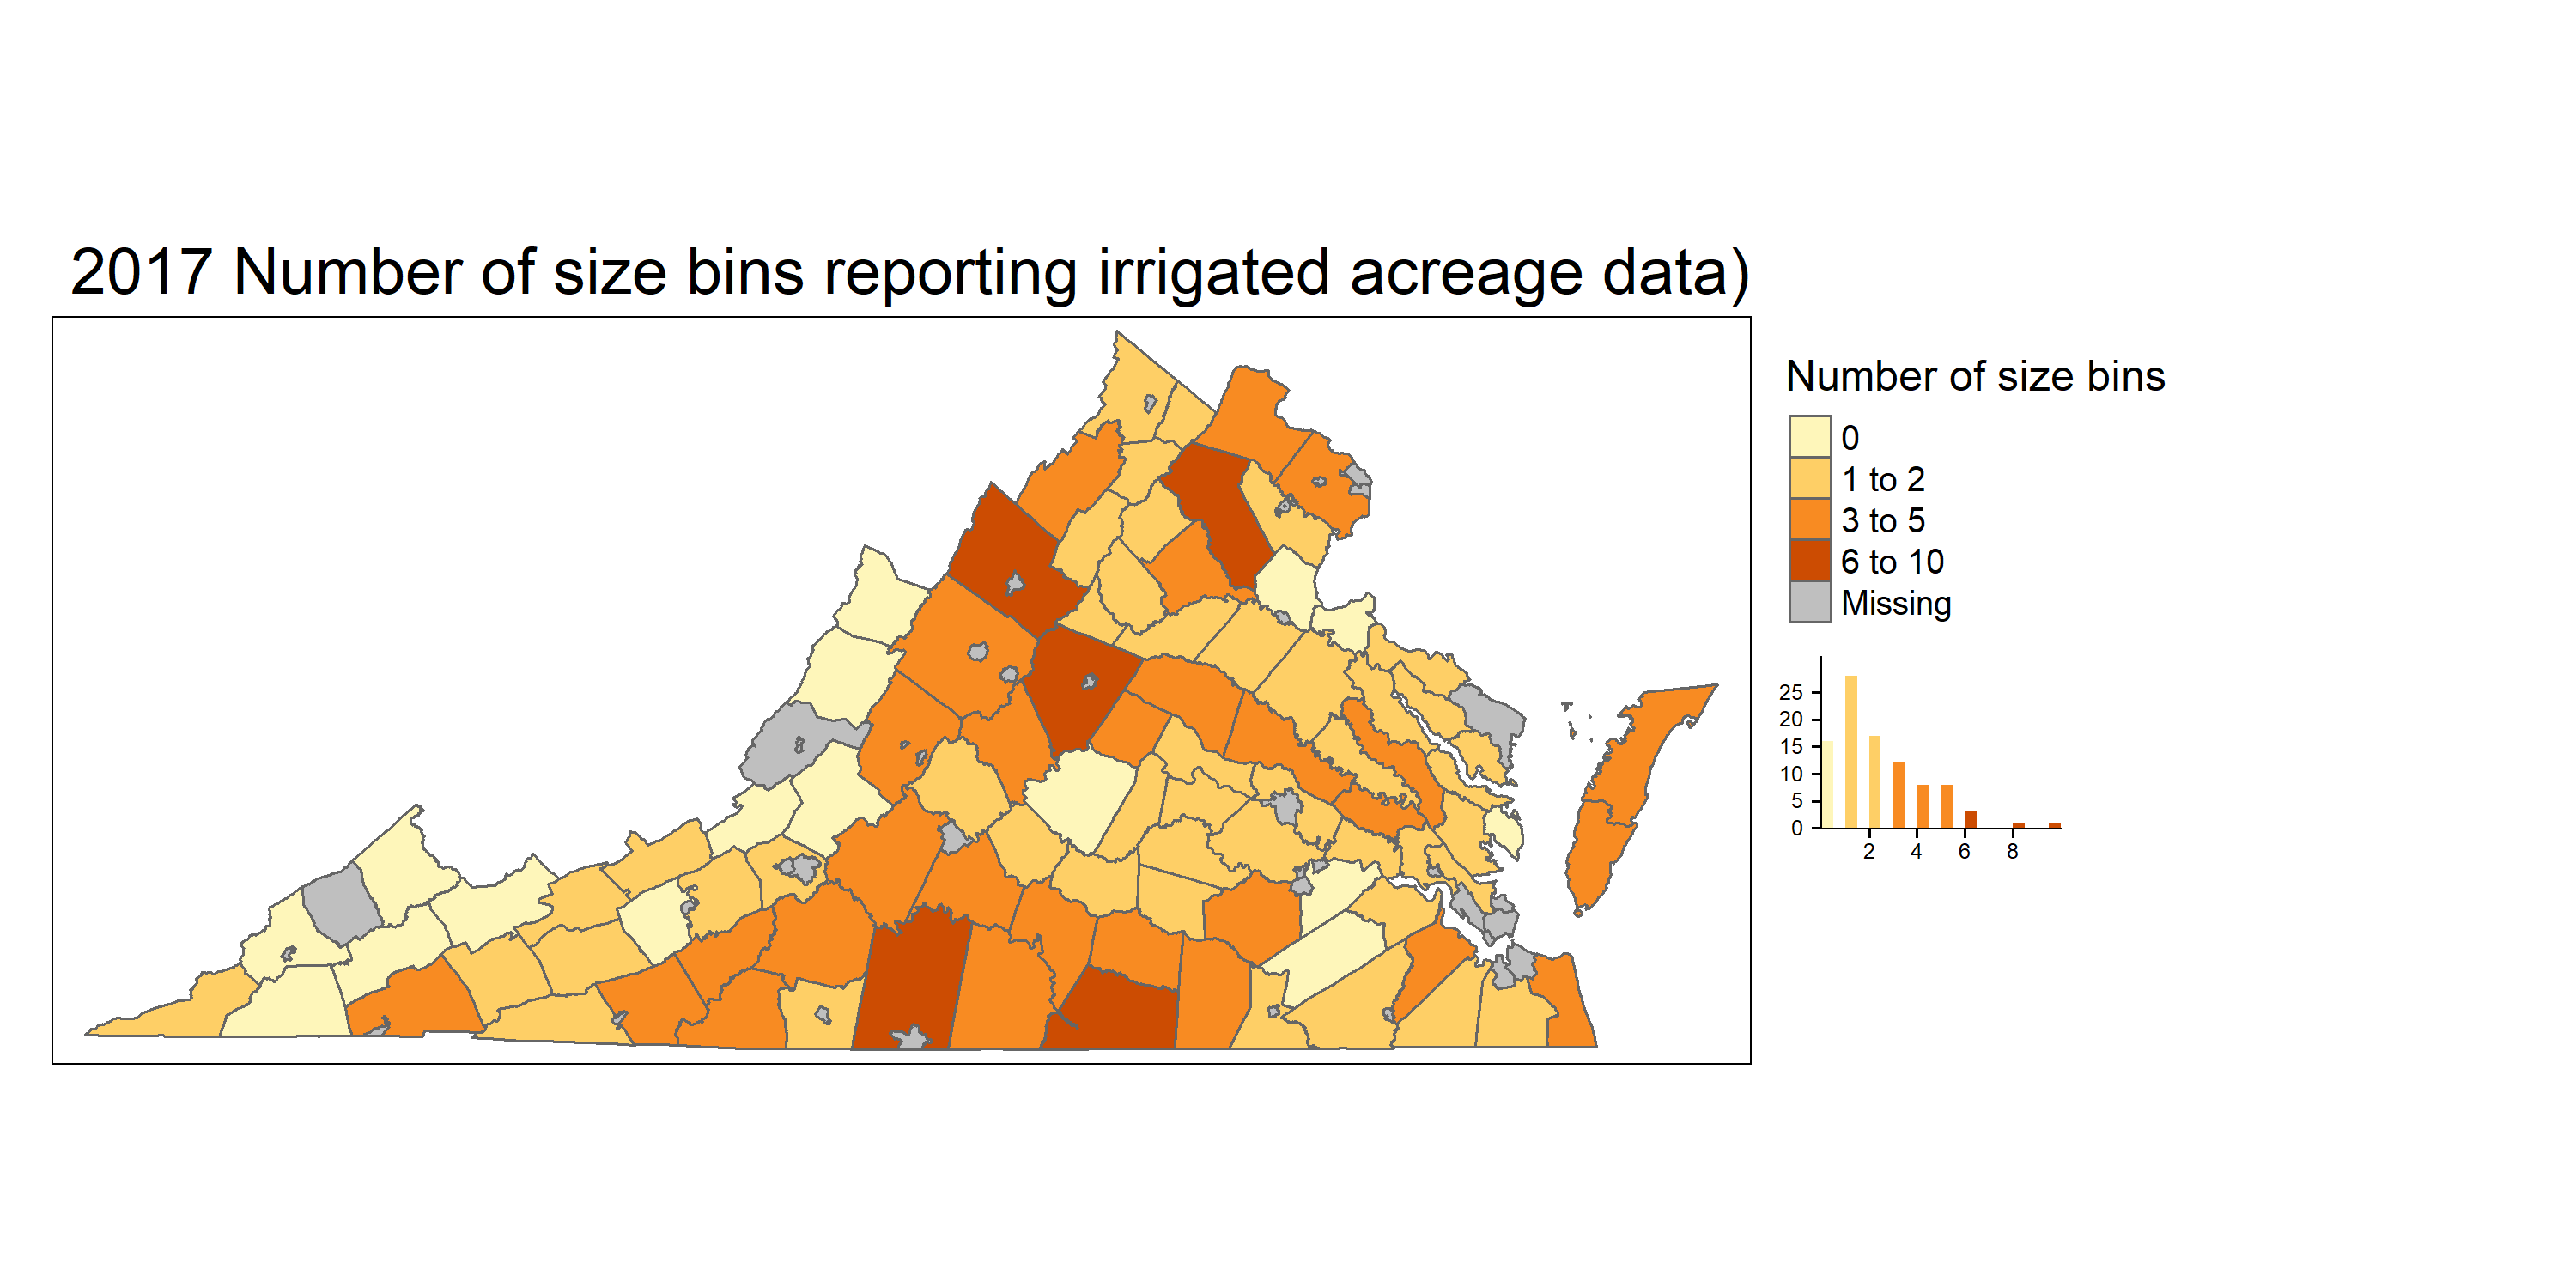 2017 Number of size bins reporting irrigated acreage data)
Number of size bins
0
1 to 2
3 to 5
6 to 10
Missing
25
20
15
10
5
0
2 4 6 8